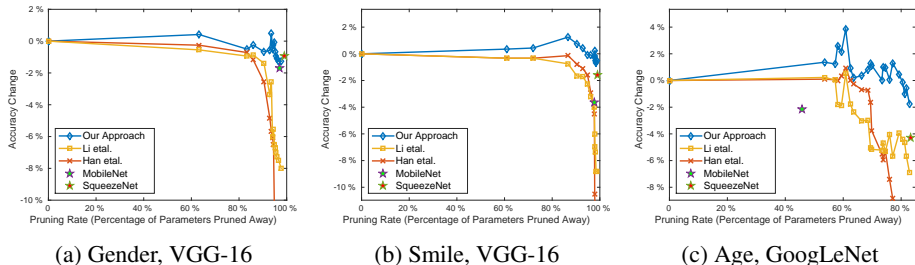 2 %
0 %
-2 %
-4 %
-6 %
-8 %
-10 %
Accuracy Change
Our Approach
Li etal.
Han etal.
MobileNet
SqueezeNet
0
20 %
40 %
60 %
80 %
100 %
Pruning Rate (Percentage of Parameters Pruned Away)
(a) Gender, VGG-16
4 %
2 %
0 %
-2 %
-4 %
-6 %
-8 %
-10 %
Accuracy Change
Our Approach
Li etal.
Han etal.
MobileNet
SqueezeNet
0
20 %
40 %
60 %
80 %
100 %
Pruning Rate (Percentage of Parameters Pruned Away)
(b) Smile, VGG-16
4 %
2 %
0 %
-2 %
-4 %
-6 %
-8 %
Accuracy Change
Our Approach
Li etal.
Han etal.
MobileNet
SqueezeNet
0
20 %
40 %
60 %
80 %
Pruning Rate (Percentage of Parameters Pruned Away)
(c) Age, GoogLeNet